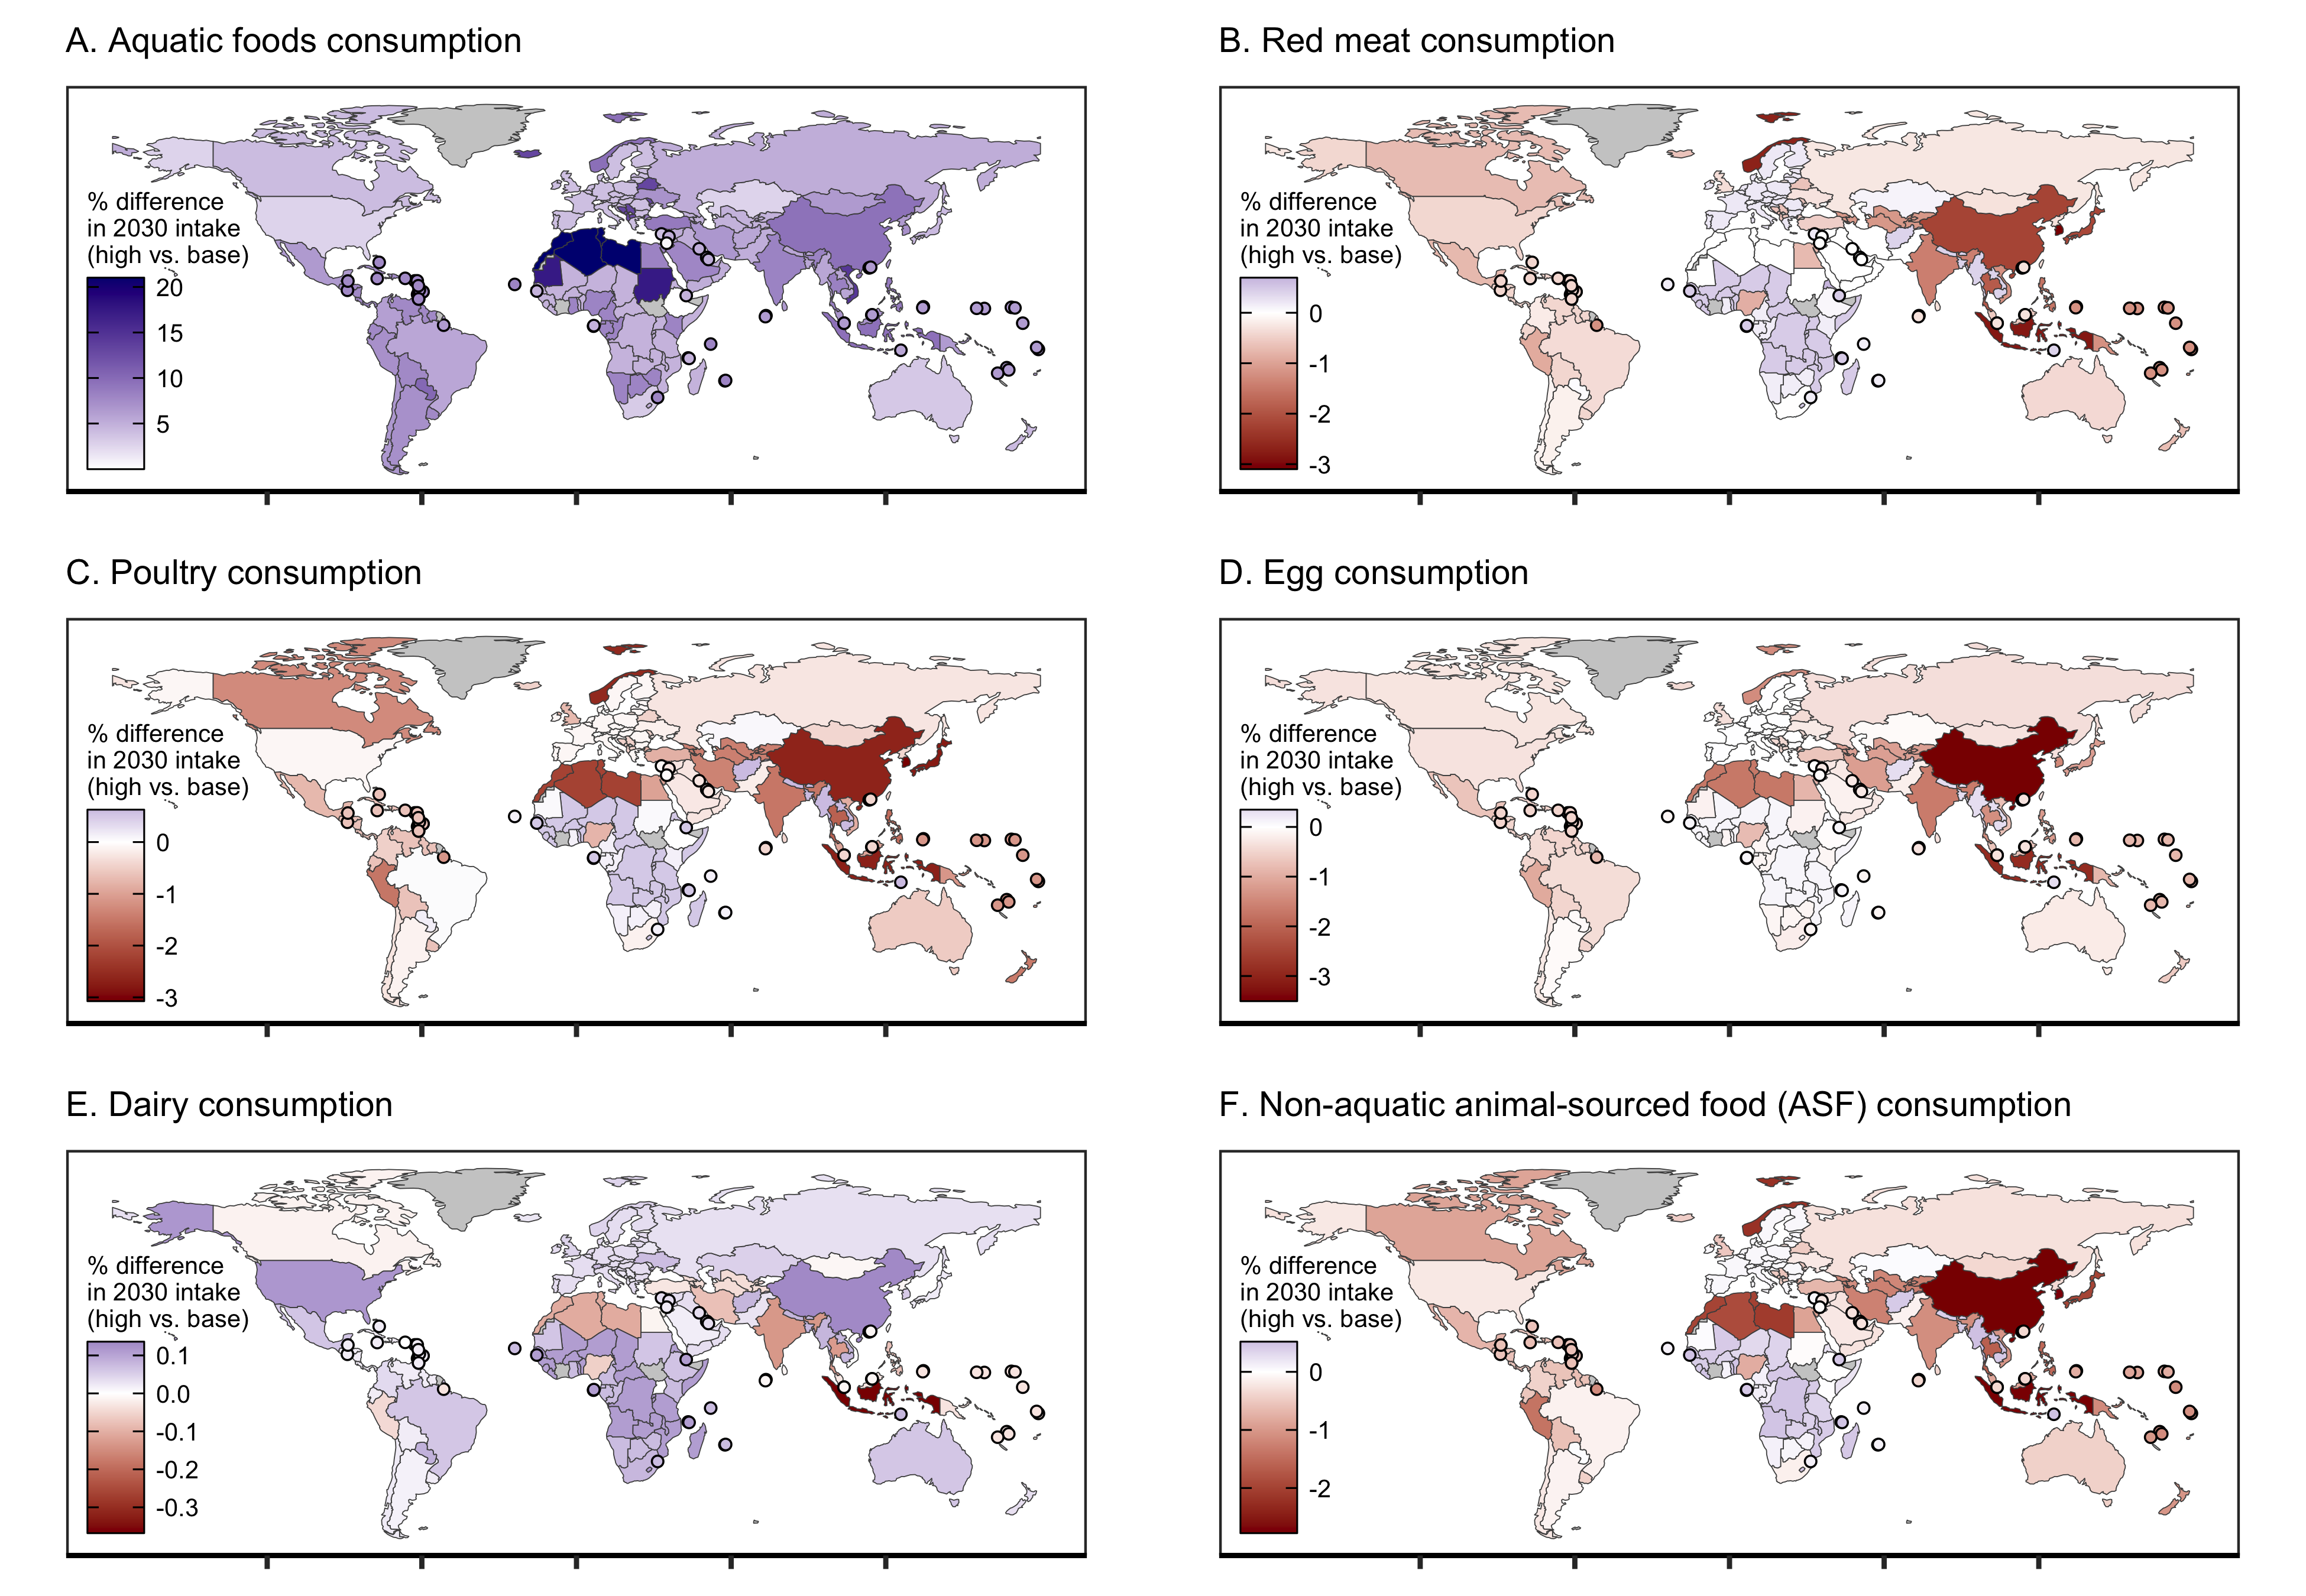 A. Aquatic foods consumption
% difference
in 2030 intake
(high vs. base)
20
15
10
5
B. Red meat consumption
% difference
in 2030 intake
(high vs. base)
0
-1
-2
-3
C. Poultry consumption
% difference
in 2030 intake
(high vs. base)
0
-1
-2
-3
D. Egg consumption
% difference
in 2030 intake
(high vs. base)
0
-1
-2
-3
E. Dairy consumption
% difference
in 2030 intake
(high vs. base)
0.1
0.0
-0.1
-0.2
-0.3
F. Non-aquatic animal-sourced food (ASF) consumption
% difference
in 2030 intake
(high vs. base)
0
-1
-2